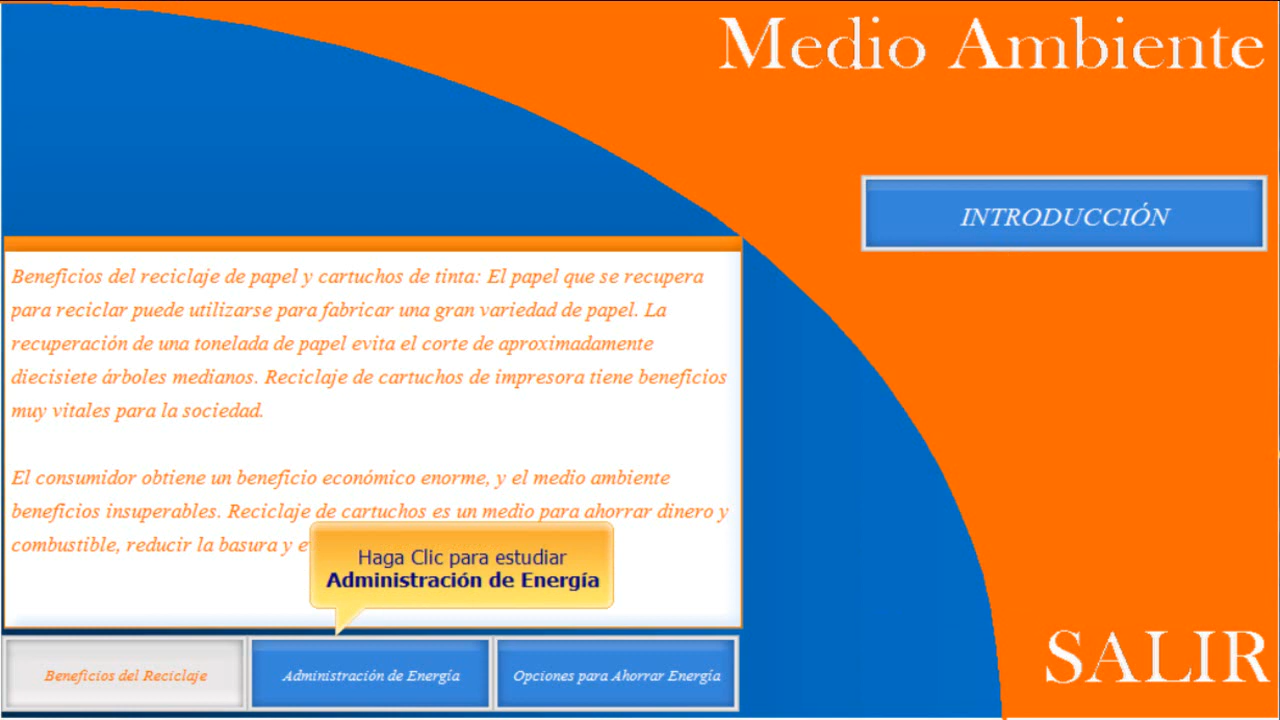 Medio Ambiente
INTRODUCCIÓN
Beneficios del reciclaje de papel y cartuchos de tinta: El papel que se recupera
para reciclar puede utilizarse para fabricar una gran variedad de papel. La
recuperación de una tonelada de papel evita el corte de aproximadamente
diecisiete árboles medianos. Reciclaje de cartuchos de impresora tiene beneficios
muy vitales para la sociedad.
El consumidor obtiene un beneficio económico enorme, y el medio ambiente
beneficios insuperables. Reciclaje de cartuchos es un medio para ahorrar dinero y
combustible, reducir la basura y
Haga Clic para estudiar
Administración de Energía
Beneficios del Reciclaje
Administración de Energía
Opciones para Ahorrar Energía
SALIR